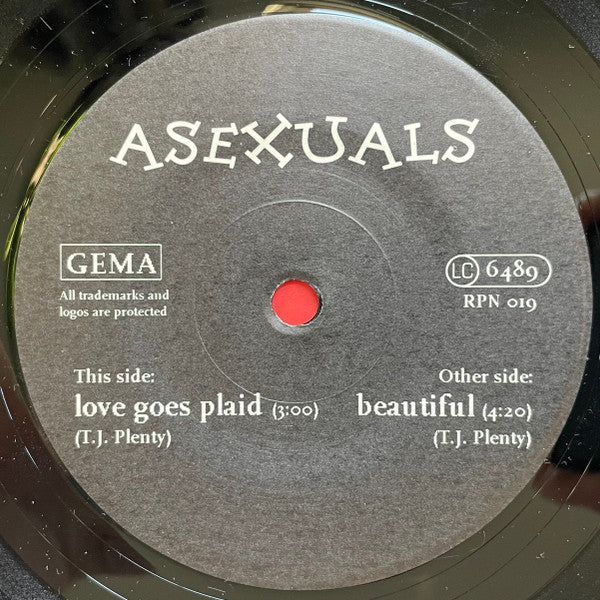 ASEXUALS
GEMA
All trademarks and
logos are protected
LC 6489
RPN 019
This side:
love goes plaid (3:00)
(T.J. Plenty)
Other side:
beautiful (4:20)
(T.J. Plenty)